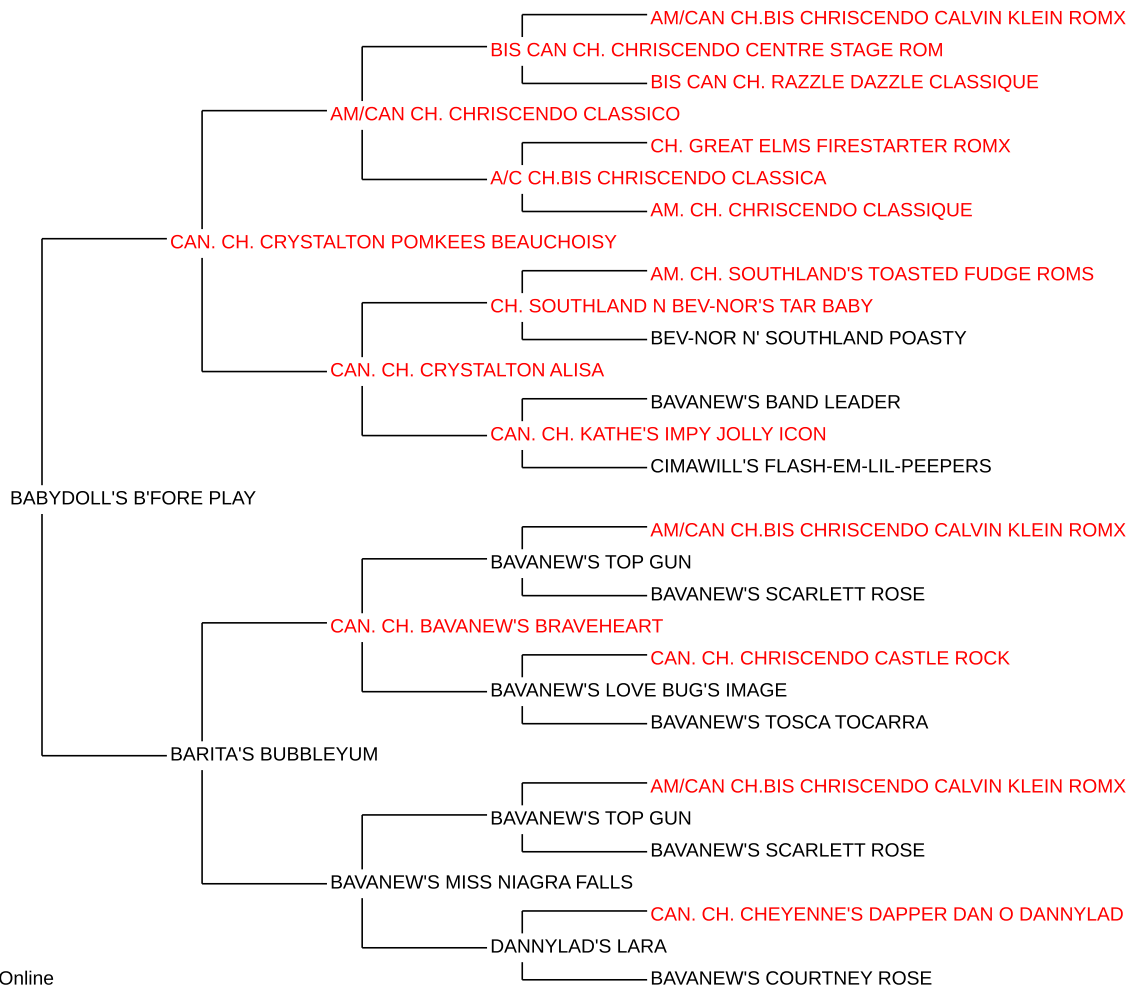 AM/CAN CH.BIS CHRISCENDO CALVIN KLEIN ROMX
BIS CAN CH. CHRISCENDO CENTRE STAGE ROM
BIS CAN CH. RAZZLE DAZZLE CLASSIQUE
AM/CAN CH. CHRISCENDO CLASSICO
CH. GREAT ELMS FIRESTARTER ROMX
A/C CH.BIS CHRISCENDO CLASSICA
AM. CH. CHRISCENDO CLASSIQUE
CAN. CH. CRYSTALTON POMKEES BEAUCHOISY
AM. CH. SOUTHLAND'S TOASTED FUDGE ROMS
CH. SOUTHLAND N BEV-NOR'S TAR BABY
BEV-NOR N' SOUTHLAND POASTY
CAN. CH. CRYSTALTON ALISA
BAVANEW'S BAND LEADER
CAN. CH. KATHE'S IMPY JOLLY ICON
CIMAWILL'S FLASH-EM-LIL-PEEPERS
BABYDOLL'S B'FORE PLAY
AM/CAN CH.BIS CHRISCENDO CALVIN KLEIN ROMX
BAVANEW'S TOP GUN
BAVANEW'S SCARLETT ROSE
CAN. CH. BAVANEW'S BRAVEHEART
CAN. CH. CHRISCENDO CASTLE ROCK
BAVANEW'S LOVE BUG'S IMAGE
BAVANEW'S TOSCA TOCARRA
BARITA'S BUBBLEYUM
AM/CAN CH.BIS CHRISCENDO CALVIN KLEIN ROMX
BAVANEW'S TOP GUN
BAVANEW'S SCARLETT ROSE
BAVANEW'S MISS NIAGRA FALLS
CAN. CH. CHEYENNE'S DAPPER DAN O DANNYLAD
DANNYLAD'S LARA
BAVANEW'S COURTNEY ROSE
Online